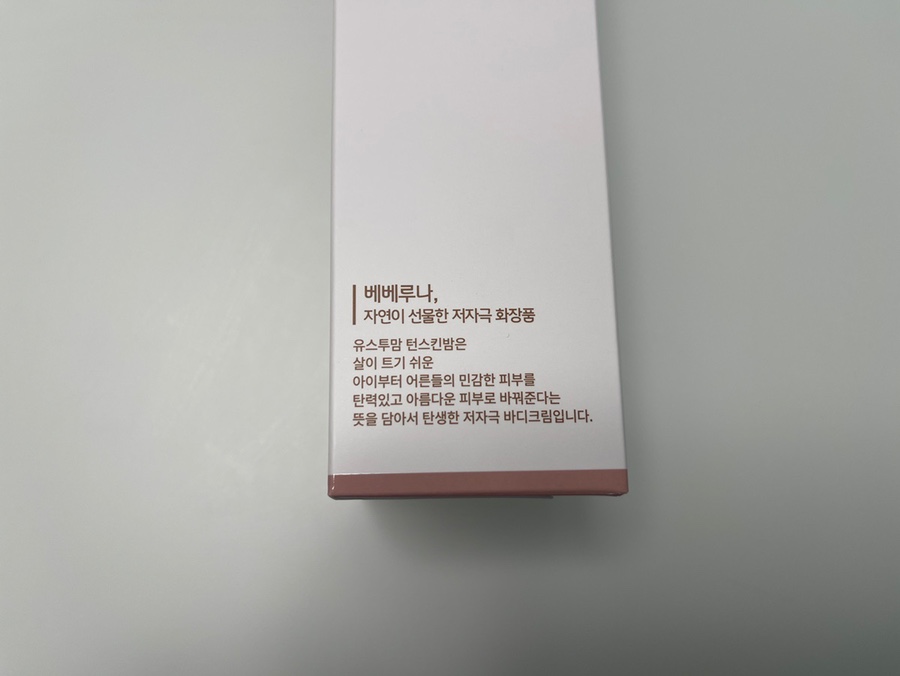 베베루나,
자연이 선물한 저자극 화장품
유스투맘 턴스킨밤은
살이 트기 쉬운
아이부터 어른들의 민감한 피부를
탄력있고 아름다운 피부로 바꿔준다는
뜻을 담아서 탄생한 저자극 바디크림입니다.